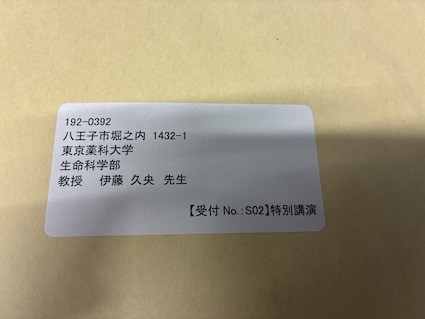 192-0392
八王子市堀之内 1432-1
東京薬科大学
生命科学部
教授 伊藤 久央 先生
【受付 No.:S02】特別講演